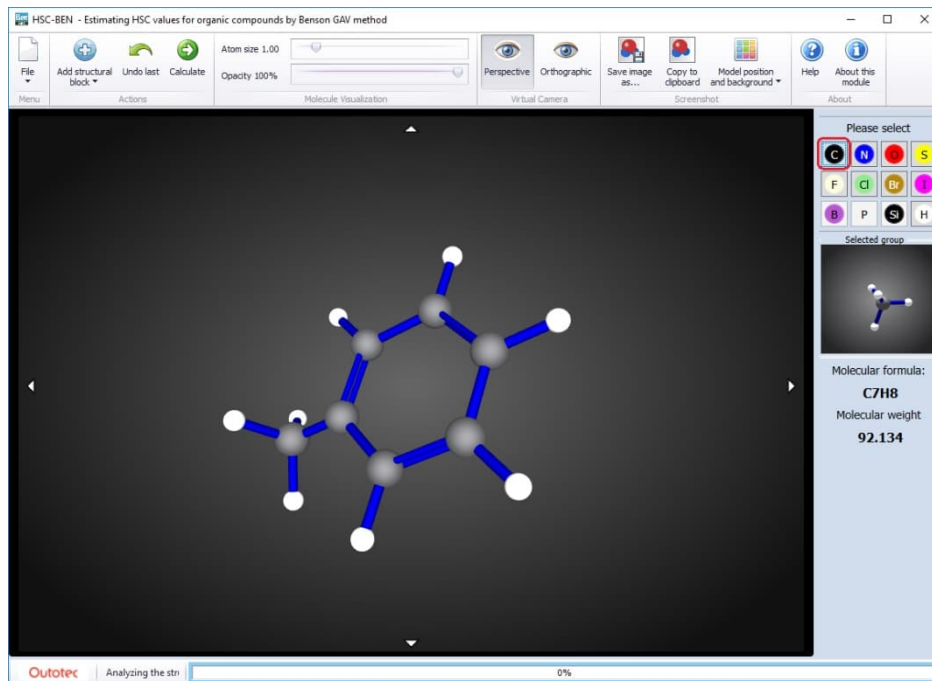 HSC-BEN - Estimating HSC values for organic compounds by Benson GAV method
File
Menu
Add structural block
Undo last
Calculate
Actions
Atom size 1.00
Opacity 100%
Molecule Visualization
Perspective
Orthographic
Virtual Camera
Save image as...
Copy to clipboard
Model position and background
Screenshot
Help
About this module
About
Please select
C N O S
F Cl Br I
B P Si H
Selected group
Molecular formula:
C7H8
Molecular weight
92.134
Outotec
Analyzing the str
0%